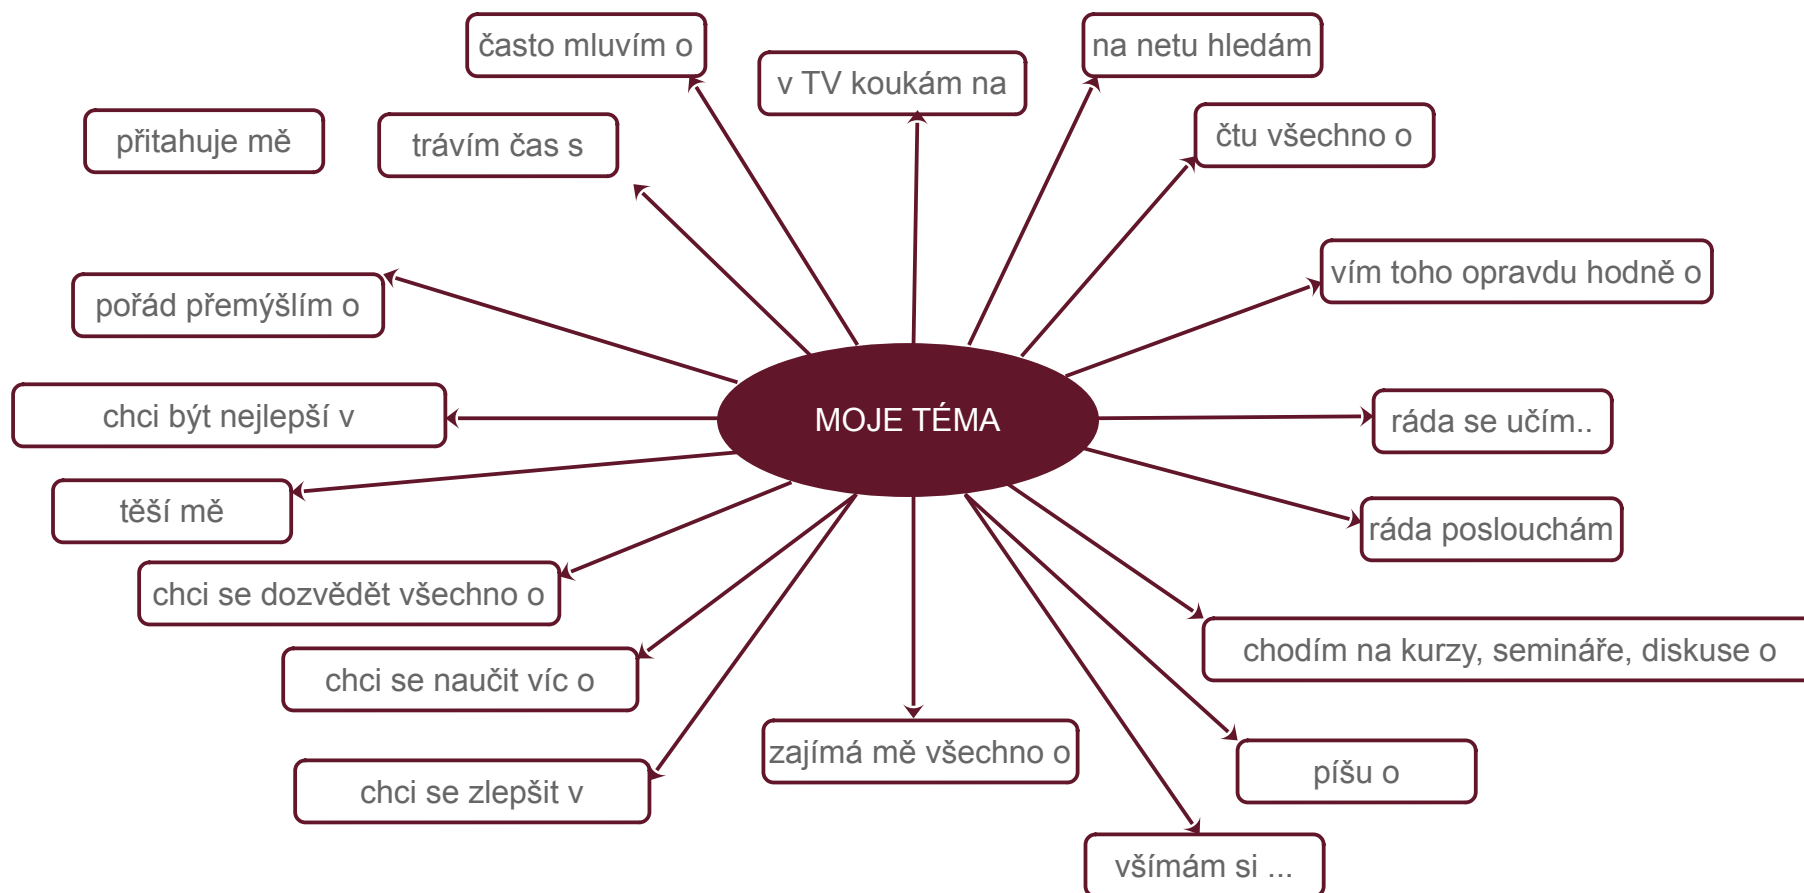 často mluvím o
na netu hledám
v TV koukám na
přitahuje mě
trávím čas s
čtu všechno o
pořád přemýšlím o
vím toho opravdu hodně o
chci být nejlepší v
MOJE TÉMA
ráda se učím..
těší mě
ráda poslouchám
chci se dozvědět všechno o
chci se naučit víc o
chodím na kurzy, semináře, diskuse o
zajímá mě všechno o
píšu o
chci se zlepšit v
všímám si ...